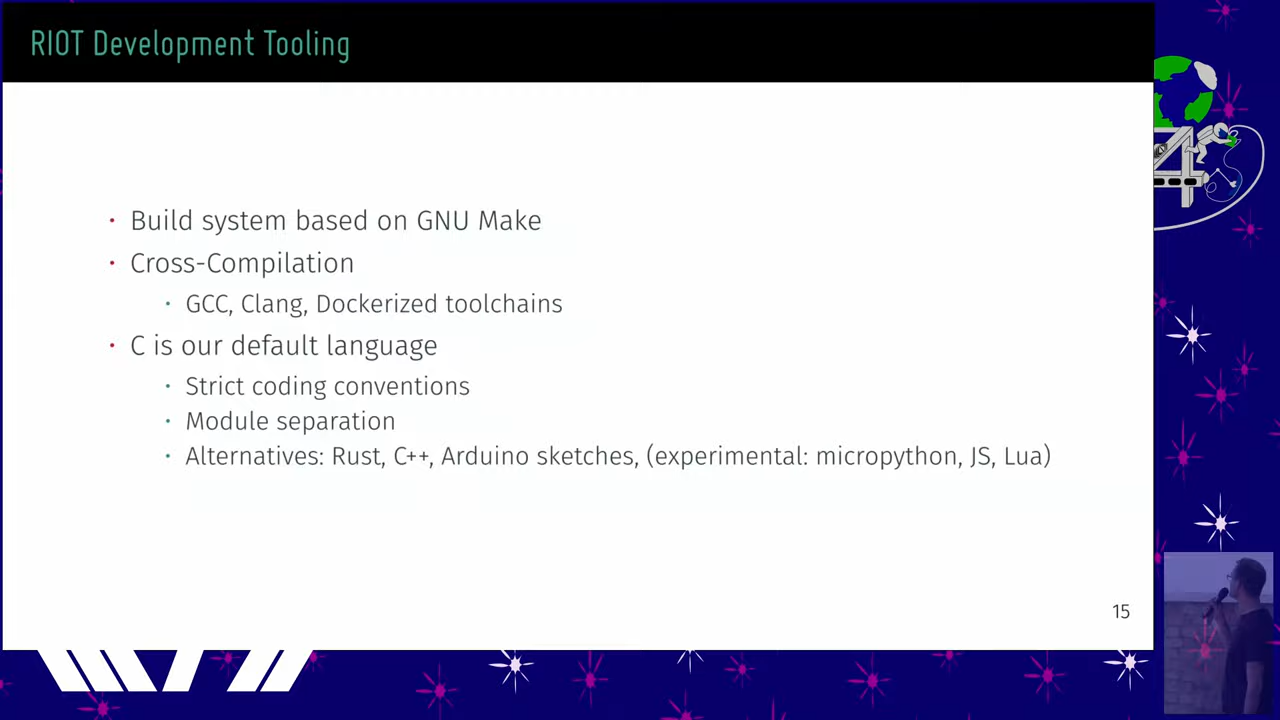 RIOT Development Tooling
• Build system based on GNU Make
• Cross-Compilation
• GCC, Clang, Dockerized toolchains
• C is our default language
• Strict coding conventions
• Module separation
• Alternatives: Rust, C++, Arduino sketches, (experimental: micropython, JS, Lua)
15
4